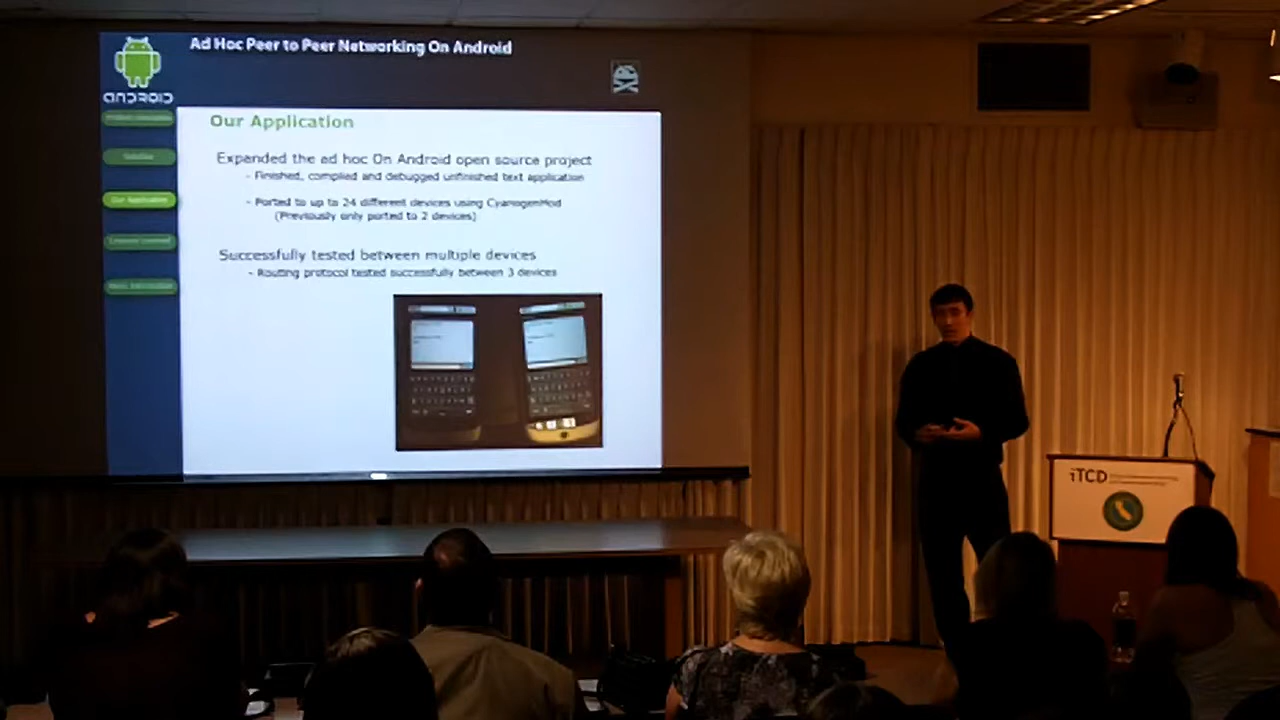 Ad Hoc Peer to Peer Networking On Android
ANDROID
Our Application
Expanded the ad hoc On Android open source project
- Finished, compiled and debugged unfinished text application
- Ported to up to 24 different devices using CyanogenMod
(Previously only ported to 2 devices)
Our Application
Successfully tested between multiple devices
- Routing protocol tested successfully between 3 devices
iTCD